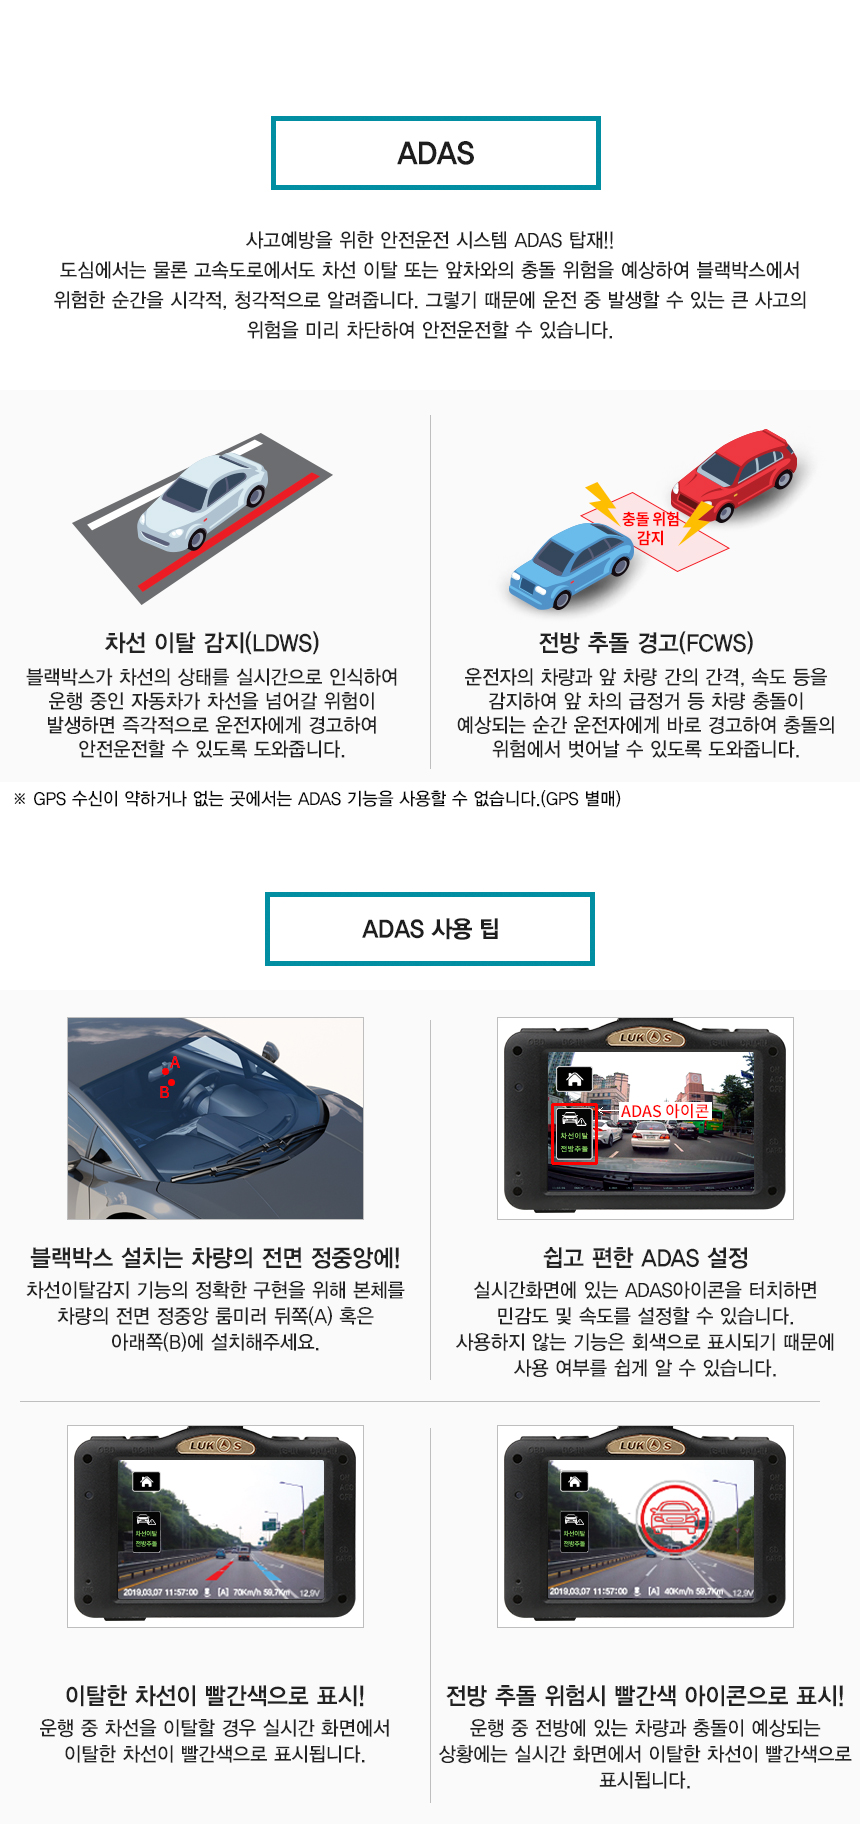 ADAS
사고예방을 위한 안전운전 시스템 ADAS 탑재!!
도심에서는 물론 고속도로에서도 차선 이탈 또는 앞차와의 충돌 위험을 예상하여 블랙박스에서
위험한 순간을 시각적, 청각적으로 알려줍니다. 그렇기 때문에 운전 중 발생할 수 있는 큰 사고의
위험을 미리 차단하여 안전운전할 수 있습니다.
충돌 위험
감지
차선 이탈 감지(LDWS)
블랙박스가 차선의 상태를 실시간으로 인식하여
운행 중인 자동차가 차선을 넘어갈 위험이
발생하면 즉각적으로 운전자에게 경고하여
안전운전할 수 있도록 도와줍니다.
전방 추돌 경고(FCWS)
운전자의 차량과 앞 차량 간의 간격, 속도 등을
감지하여 앞 차의 급정거 등 차량 충돌이
예상되는 순간 운전자에게 바로 경고하여 충돌의
위험에서 벗어날 수 있도록 도와줍니다.
※ GPS 수신이 약하거나 없는 곳에서는 ADAS 기능을 사용할 수 없습니다.(GPS 별매)
ADAS 사용 팁
A
B
LUKAS
ADAS 아이콘
차선이탈
전방추돌
블랙박스 설치는 차량의 전면 정중앙에!
차선이탈감지 기능의 정확한 구현을 위해 본체를
차량의 전면 정중앙 룸미러 뒤쪽(A) 혹은
아래쪽(B)에 설치해주세요.
쉽고 편한 ADAS 설정
실시간화면에 있는 ADAS아이콘을 터치하면
민감도 및 속도를 설정할 수 있습니다.
사용하지 않는 기능은 회색으로 표시되기 때문에
사용 여부를 쉽게 알 수 있습니다.
LUKAS
차선이탈
전방추돌
2019.03.07 11:57:00 [A] 70Km/h 59.7Km 12.9V
LUKAS
차선이탈
전방추돌
2019.03.07 11:57:00 [A] 40Km/h 59.7Km 12.9V
이탈한 차선이 빨간색으로 표시!
운행 중 차선을 이탈할 경우 실시간 화면에서
이탈한 차선이 빨간색으로 표시됩니다.
전방 추돌 위험시 빨간색 아이콘으로 표시!
운행 중 전방에 있는 차량과 충돌이 예상되는
상황에는 실시간 화면에서 이탈한 차선이 빨간색으로
표시됩니다.